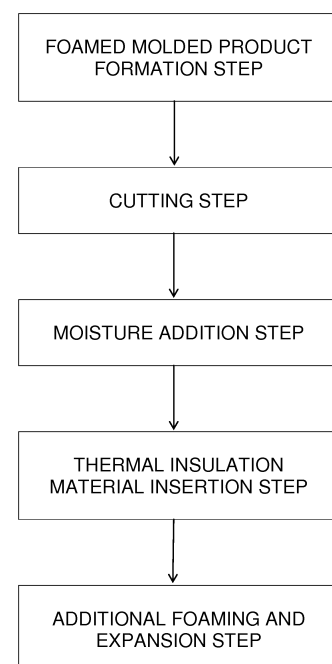 FOAMED MOLDED PRODUCT
FORMATION STEP
CUTTING STEP
MOISTURE ADDITION STEP
THERMAL INSULATION
MATERIAL INSERTION STEP
ADDITIONAL FOAMING AND
EXPANSION STEP